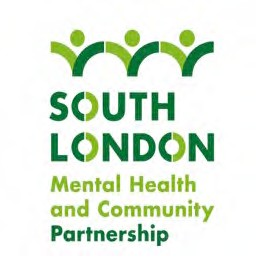 SOUTH
LONDON
Mental Health
and Community
Partnership